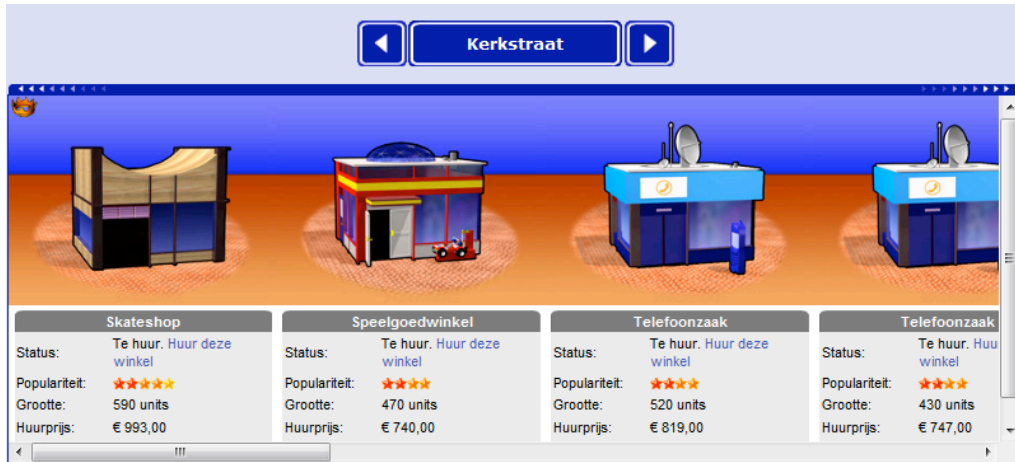 Kerkstraat
Skateshop
Status: Te huur. Huur deze
winkel
Populariteit:
Grootte: 590 units
Huurprijs: € 993,00
Speelgoedwinkel
Status: Te huur. Huur deze
winkel
Populariteit:
Grootte: 470 units
Huurprijs: € 740,00
Telefoonzaak
Status: Te huur. Huur deze
winkel
Populariteit:
Grootte: 520 units
Huurprijs: € 819,00
Telefoonzaak
Status: Te huur. Huu
winkel
Populariteit:
Grootte: 430 units
Huurprijs: € 747,00